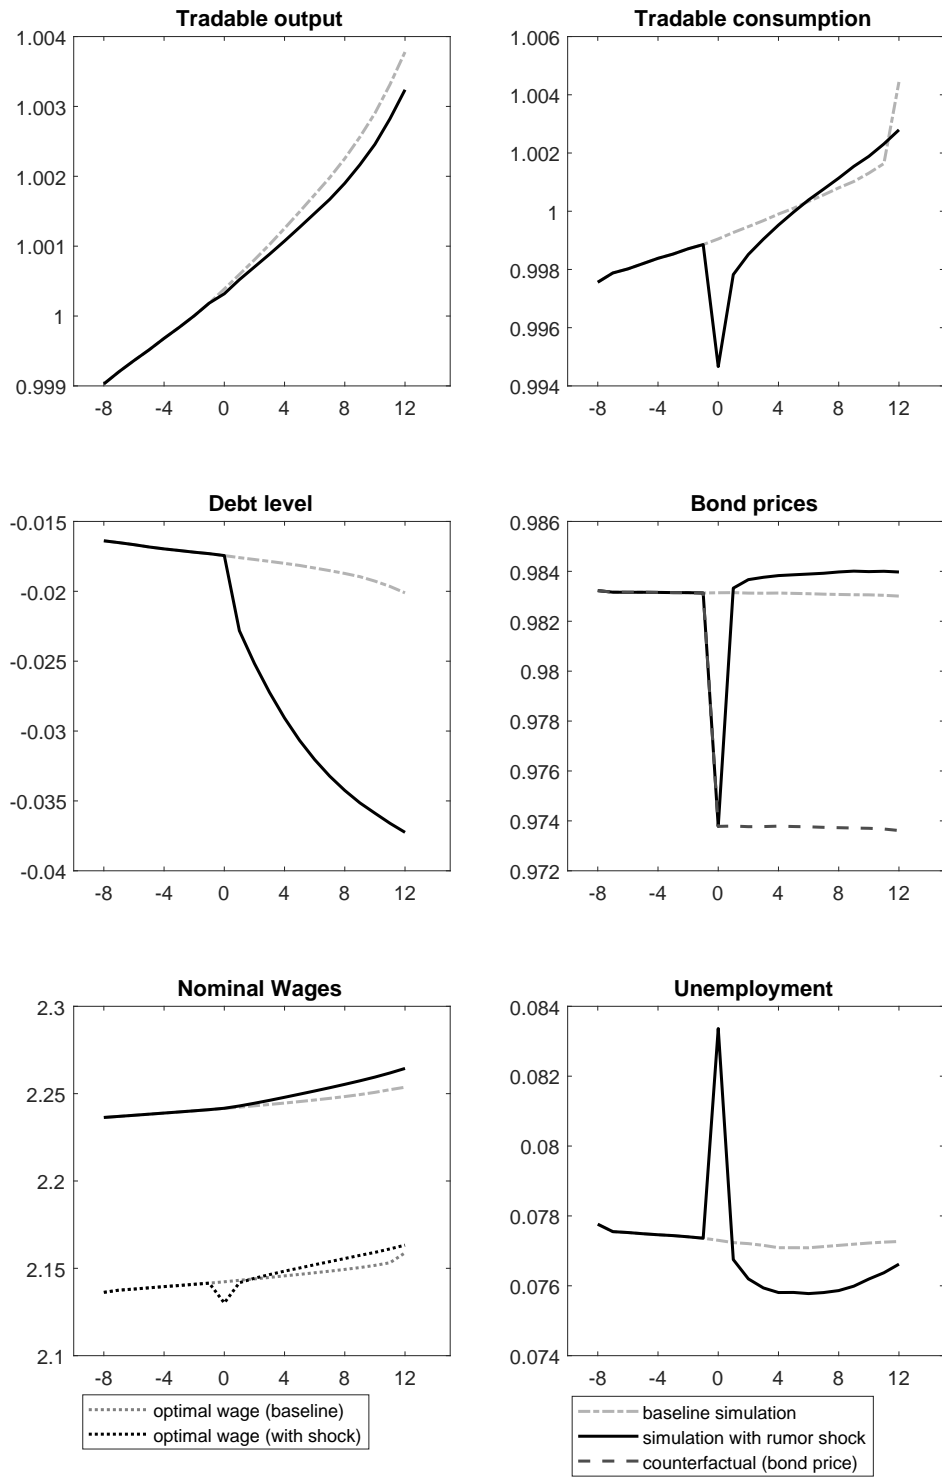 Tradable output
1.004
1.003
1.002
1.001
1
0.999
-8 -4 0 4 8 12
Tradable consumption
1.006
1.004
1.002
1
0.998
0.996
0.994
-8 -4 0 4 8 12
Debt level
-0.015
-0.02
-0.025
-0.03
-0.035
-0.04
-8 -4 0 4 8 12
Bond prices
0.986
0.984
0.982
0.98
0.978
0.976
0.974
0.972
-8 -4 0 4 8 12
Nominal Wages
2.3
2.25
2.2
2.15
2.1
-8 -4 0 4 8 12
optimal wage (baseline)
optimal wage (with shock)
Unemployment
0.084
0.082
0.08
0.078
0.076
0.074
-8 -4 0 4 8 12
baseline simulation
simulation with rumor shock
counterfactual (bond price)